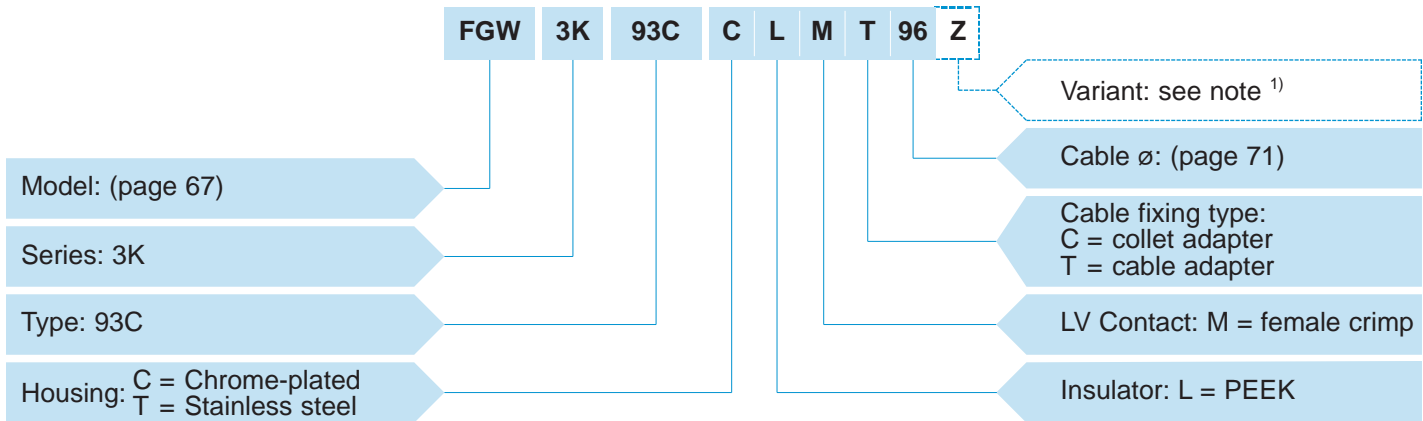 FGW 3K 93C C L M T 96 Z
Variant: see note 1)
Cable ø: (page 71)
Model: (page 67)
Cable fixing type:
C = collet adapter
T = cable adapter
Series: 3K
Type: 93C
LV Contact: M = female crimp
Housing: C = Chrome-plated
T = Stainless steel
Insulator: L = PEEK